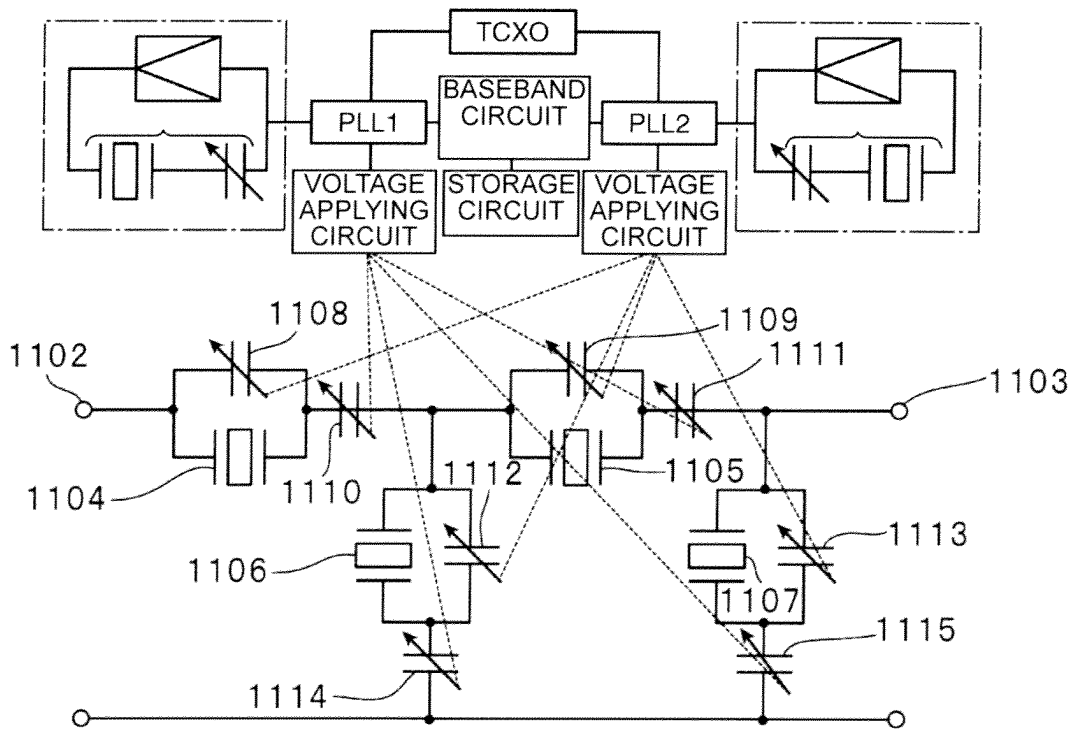 TCXO
BASEBAND
CIRCUIT
PLL1
PLL2
VOLTAGE
APPLYING
CIRCUIT
STORAGE
CIRCUIT
VOLTAGE
APPLYING
CIRCUIT
1108
1109
1102
1111
1103
1104
1110
1112
1105
1106
1113
1107
1115
1114